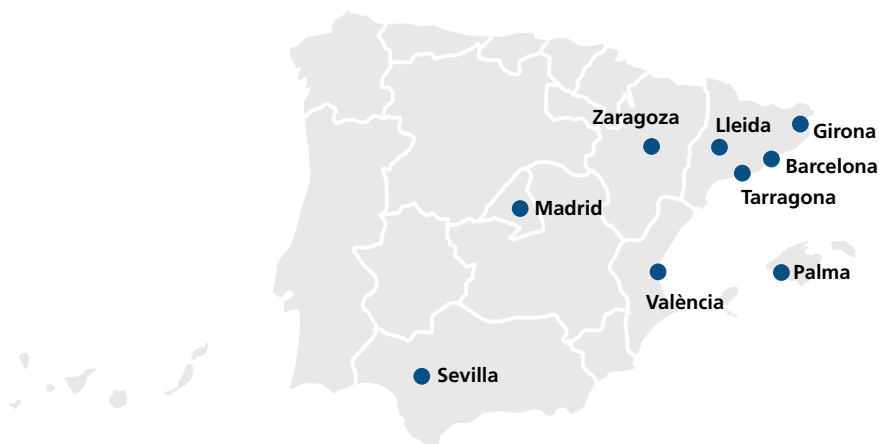 Zaragoza
Lleida
Girona
Barcelona
Tarragona
Madrid
Palma
València
Sevilla